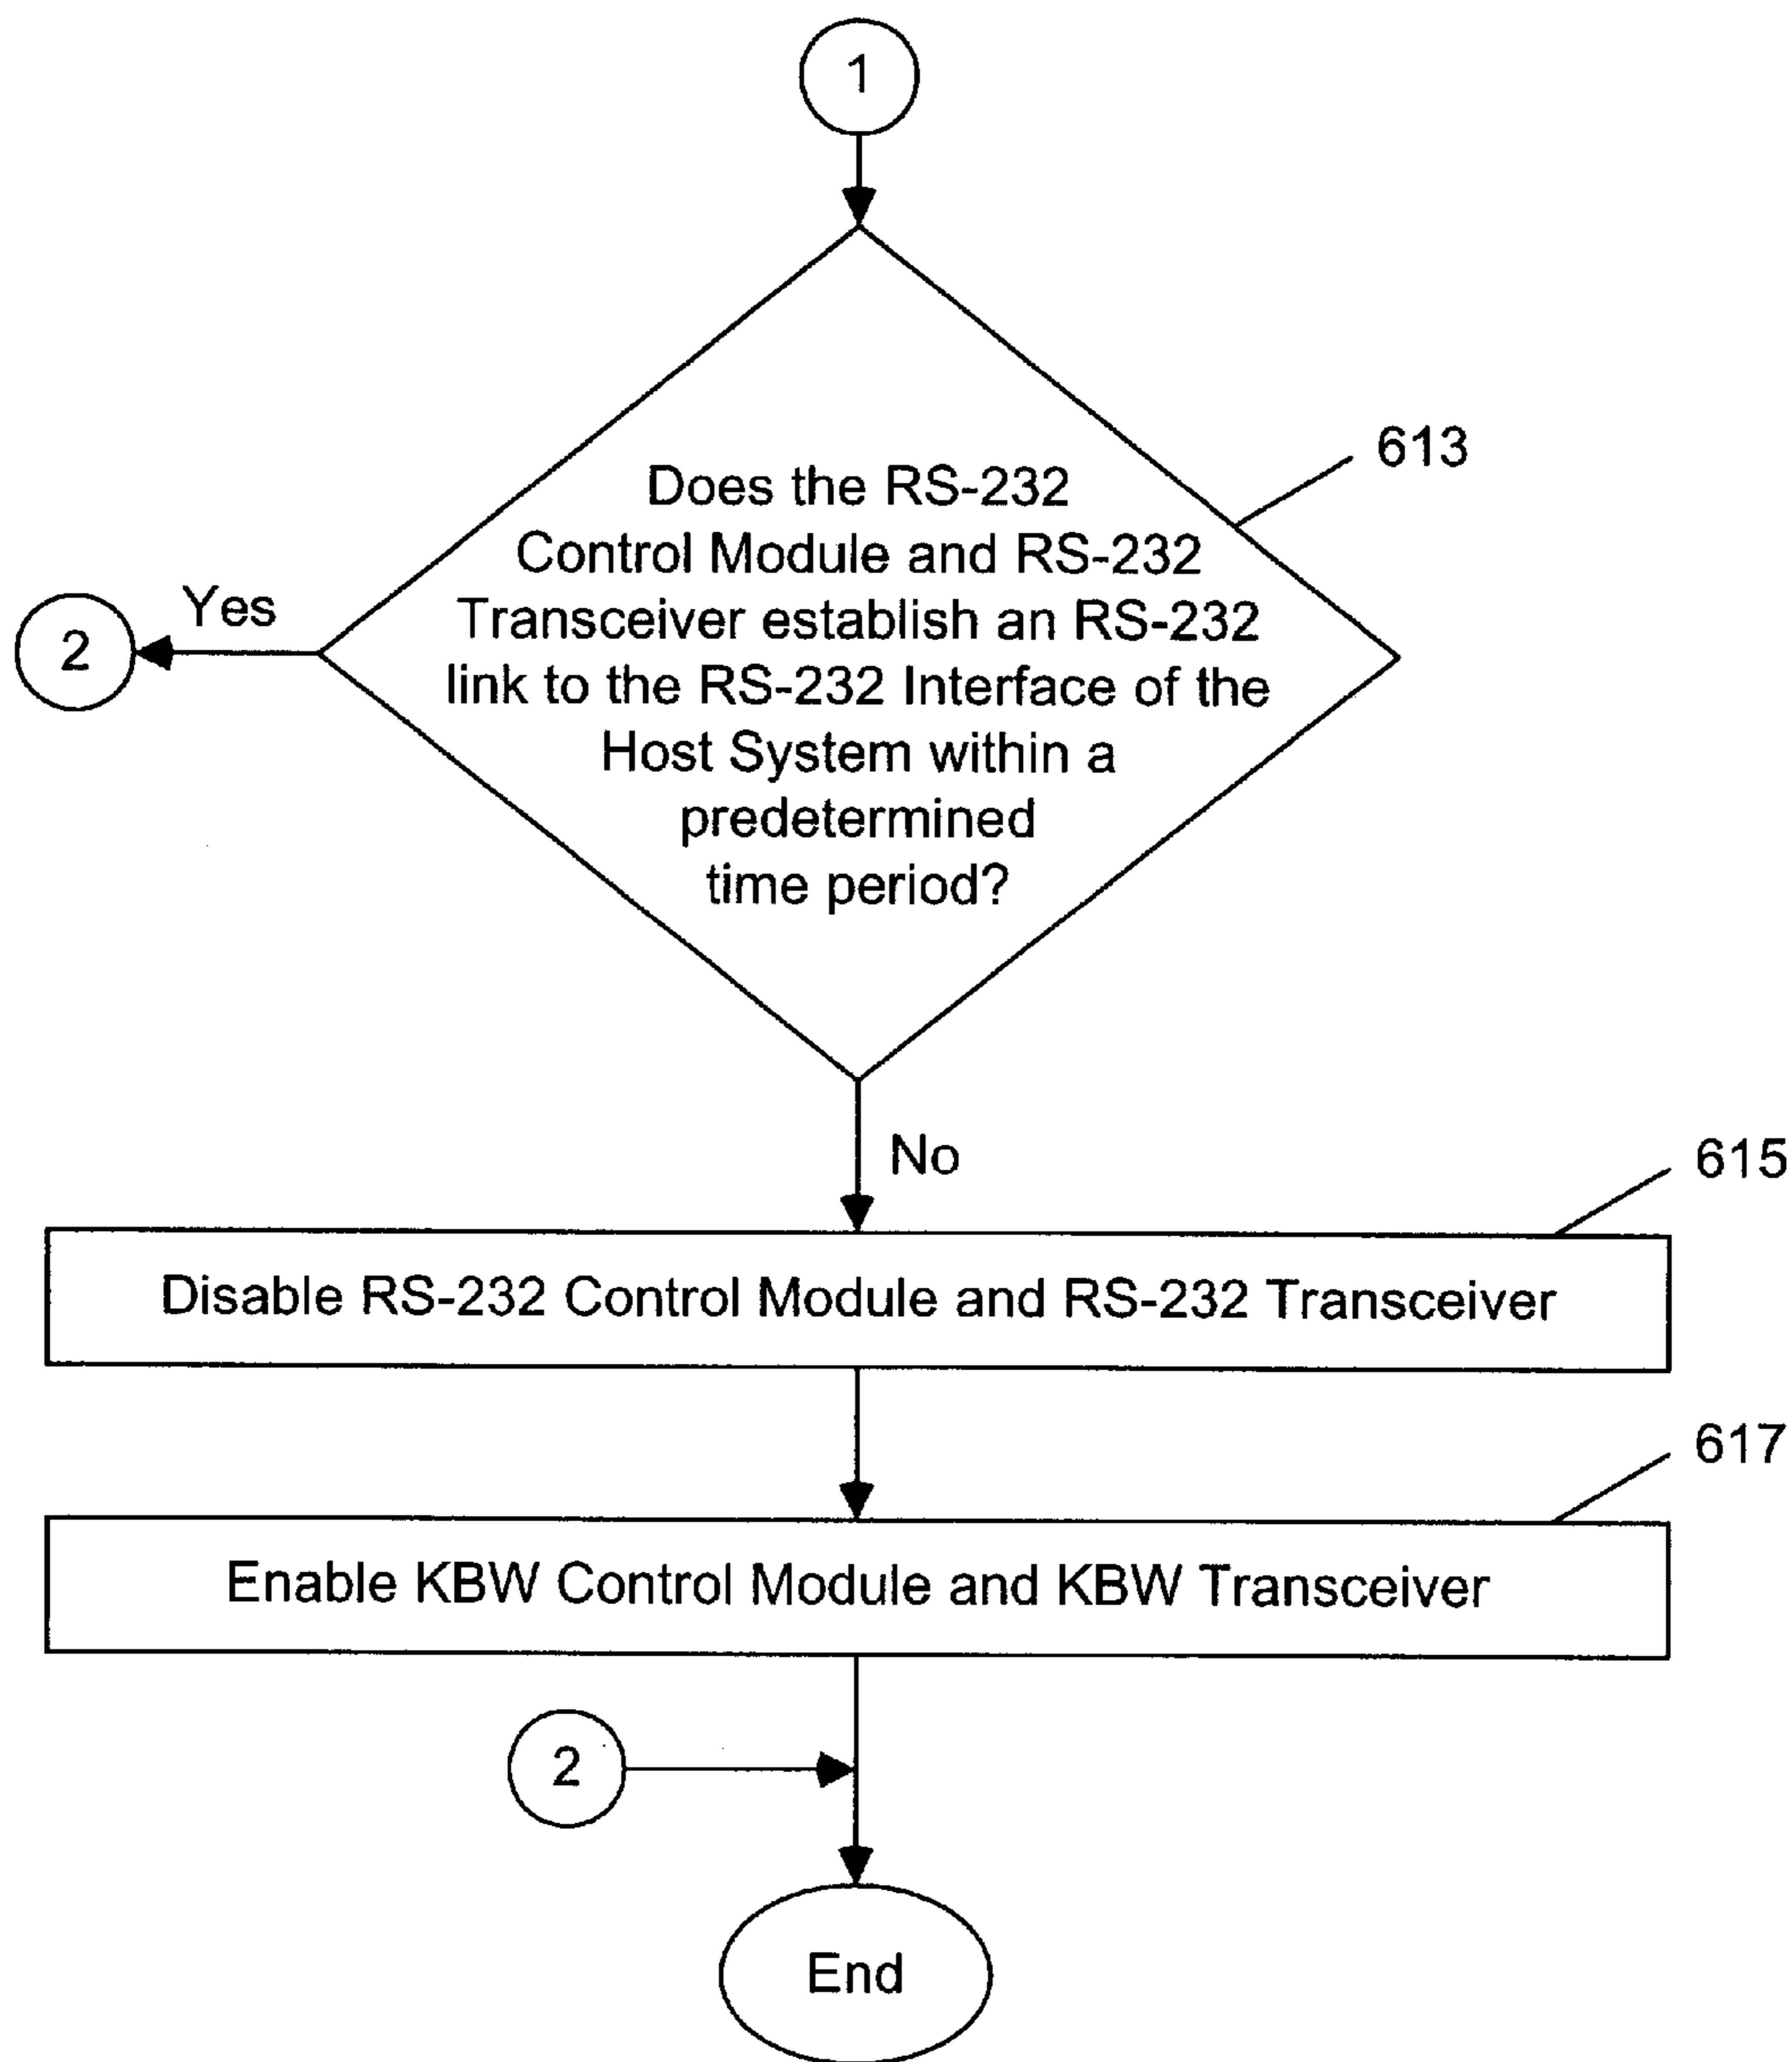 1
Does the RS-232
Control Module and RS-232
Transceiver establish an RS-232
link to the RS-232 Interface of the
Host System within a
predetermined
time period?
613
Yes
2
No
615
Disable RS-232 Control Module and RS-232 Transceiver
617
Enable KBW Control Module and KBW Transceiver
2
End